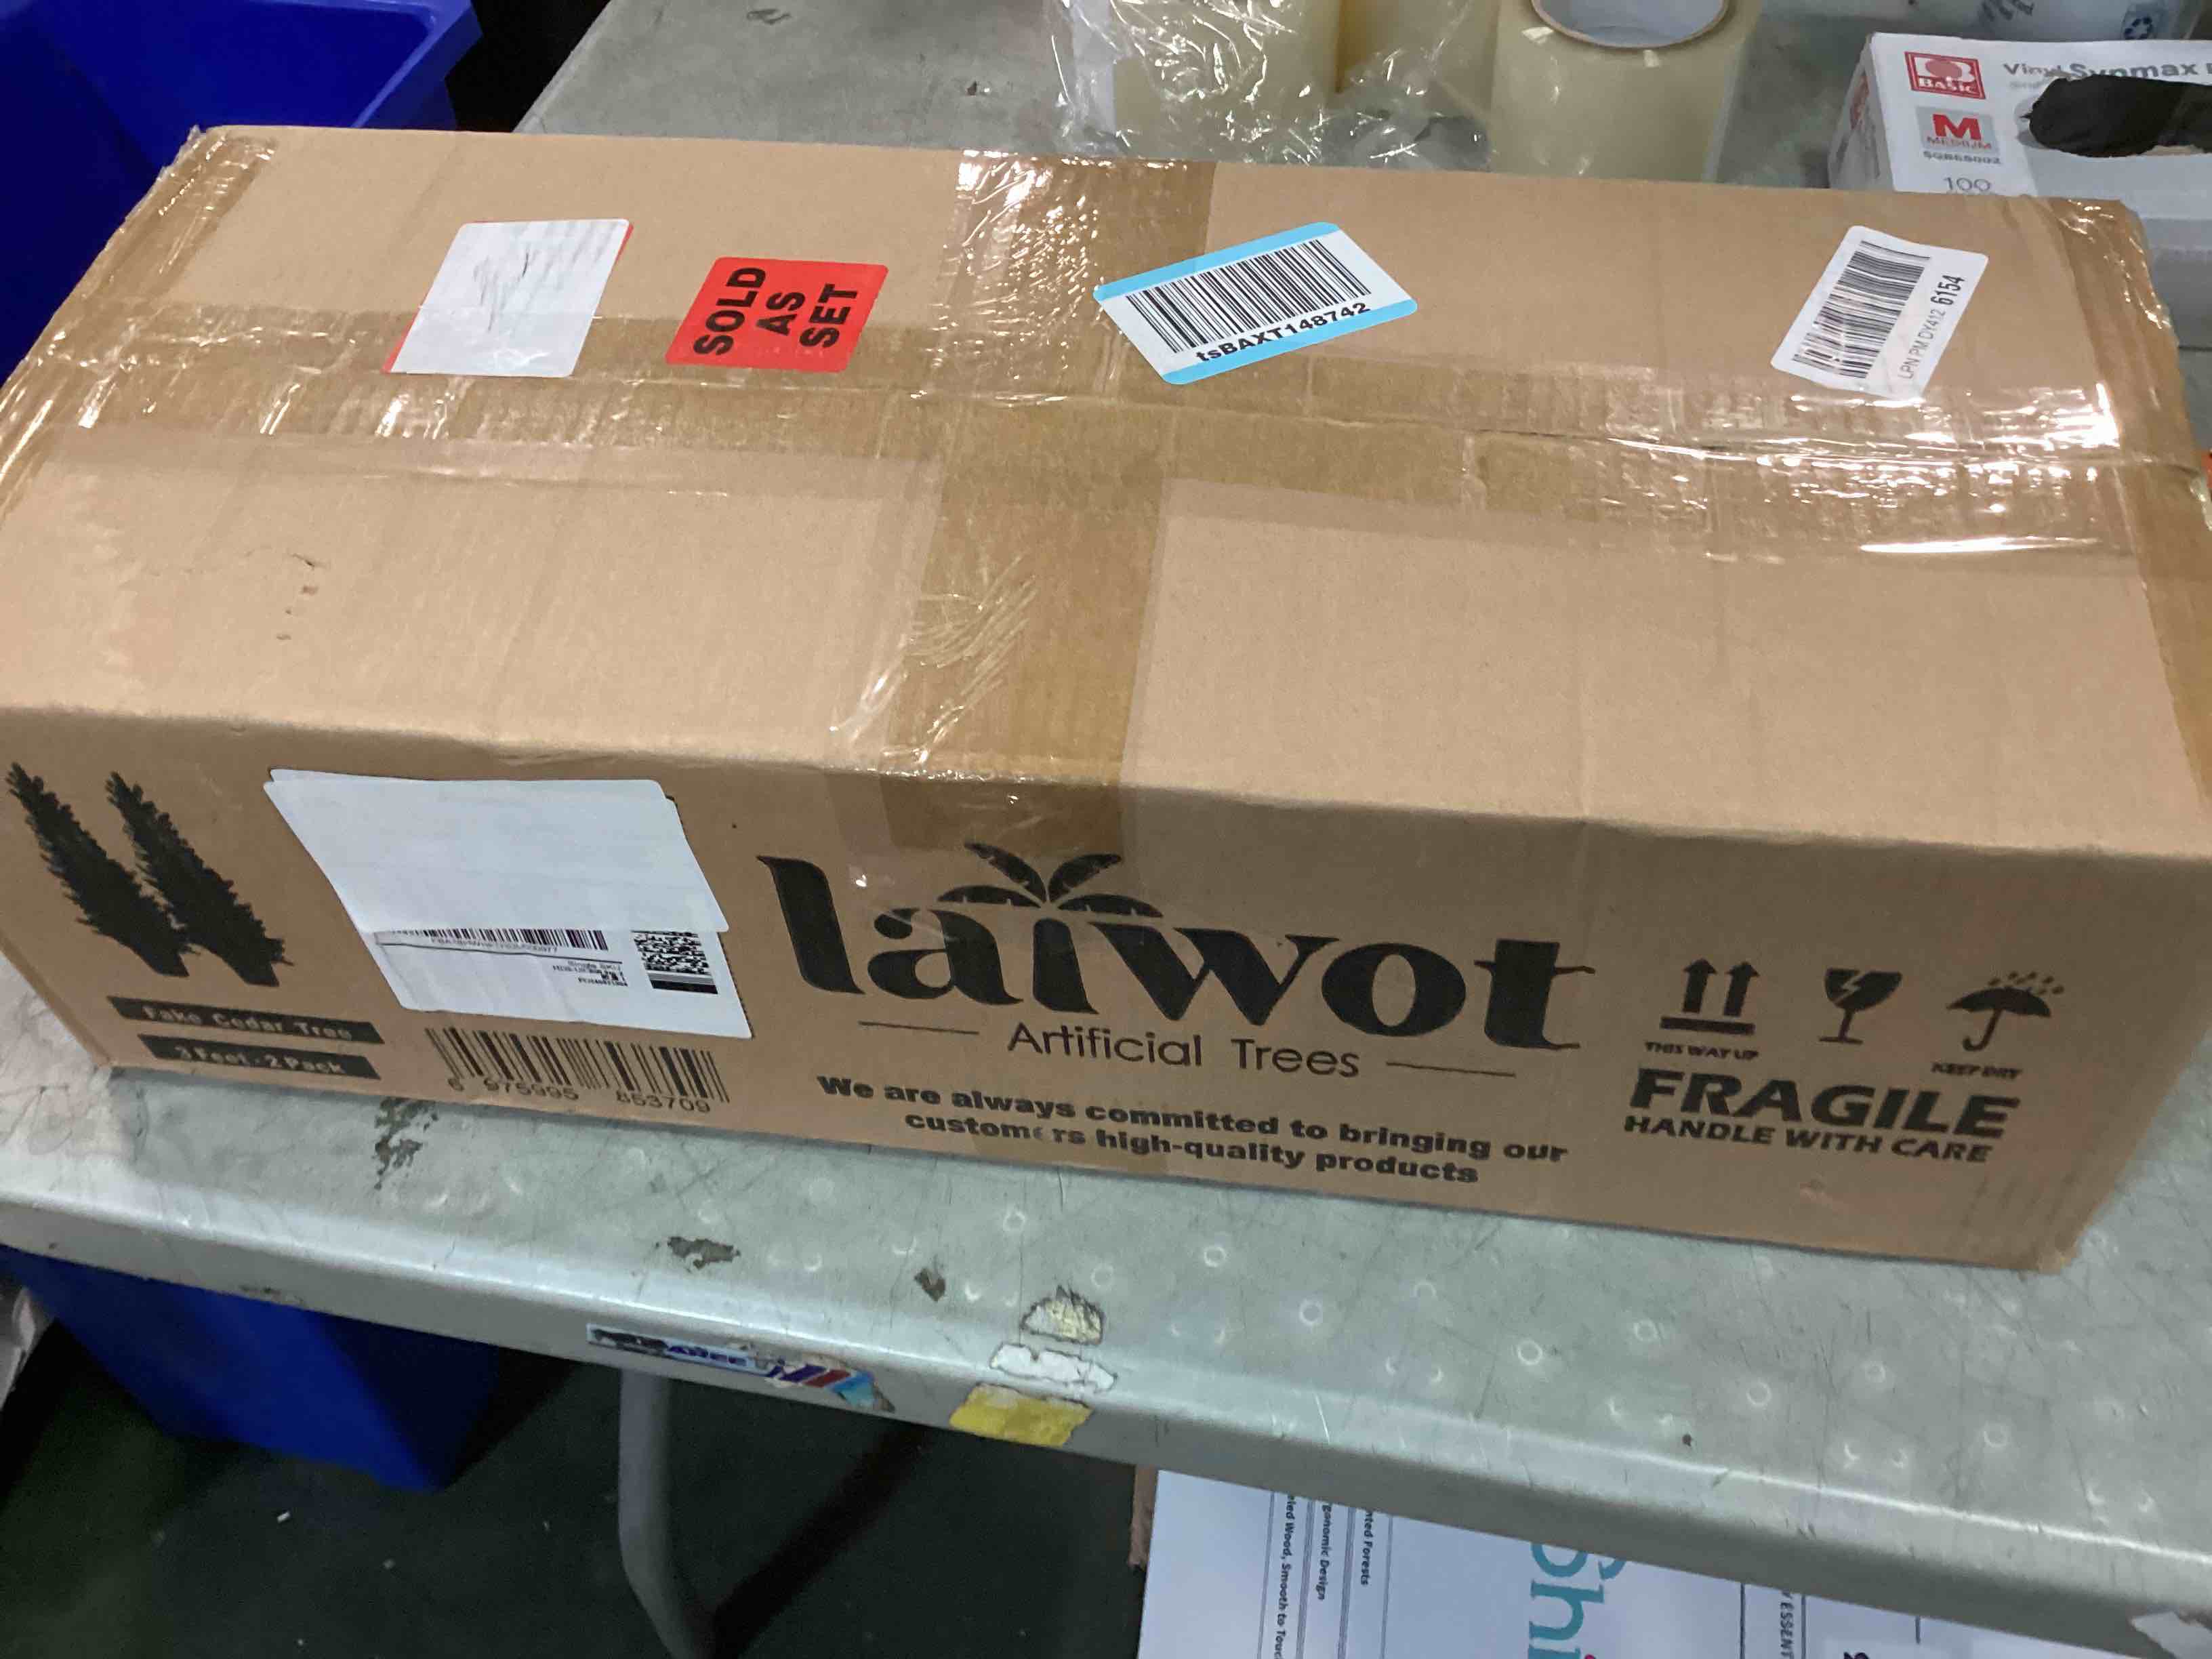 BASIC
M
MEDIUM
100
SOLD
AS
SET
tsBAXT148742
LPN PM DY412 6154
laiwot
Artificial Trees
We are always committed to bringing our
customers high-quality products
Fake Cedar Tree
3 Feet - 2 Pack
6 975995 853709
Single SKU
THIS WAY UP
KEEP DRY
FRAGILE
HANDLE WITH CARE